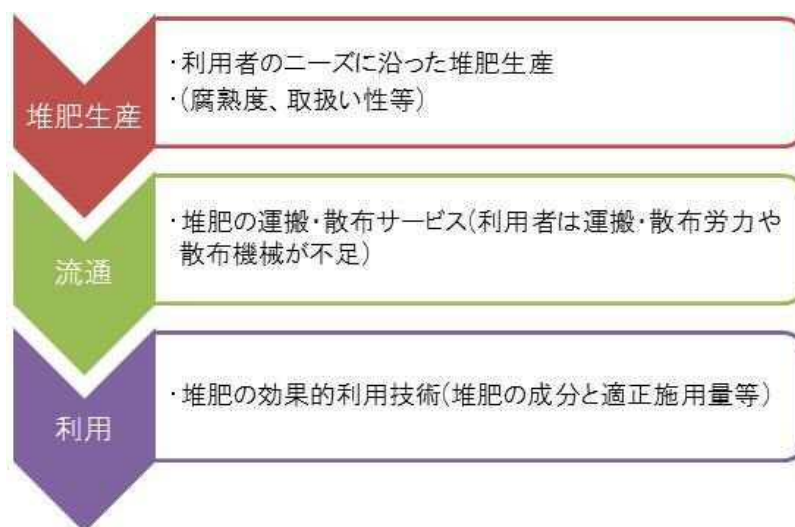 堆肥生産
・利用者のニーズに沿った堆肥生産
・(腐熟度、取扱い性等)
流通
・堆肥の運搬・散布サービス(利用者は運搬・散布労力や
散布機械が不足)
利用
・堆肥の効果的利用技術(堆肥の成分と適正施用量等)